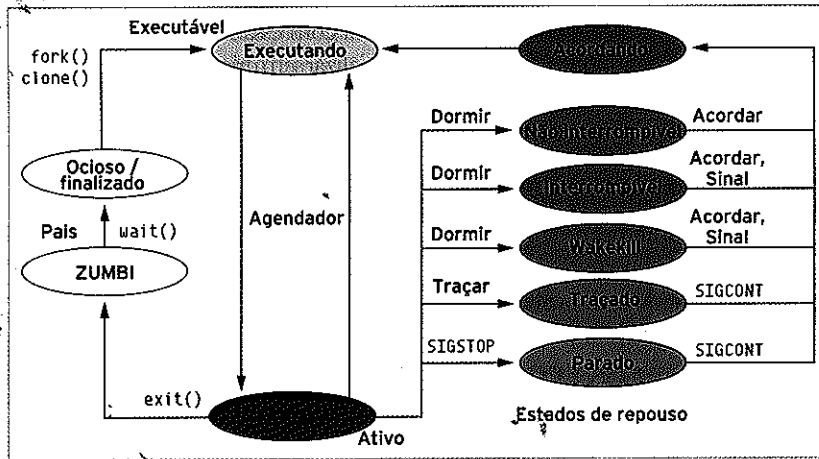 Executável
fork()
clone()
Executando
Acordando
Dormir
Não interrompível
Acordar
Ocioso /
finalizado
Dormir
Interrompível
Acordar,
Sinal
Agendador
Pais
wait()
Dormir
Wakekill
Acordar,
Sinal
ZUMBI
Traçar
Traçado
SIGCONT
SIGSTOP
Parado
SIGCONT
exit()
Ativo
Estados de repouso